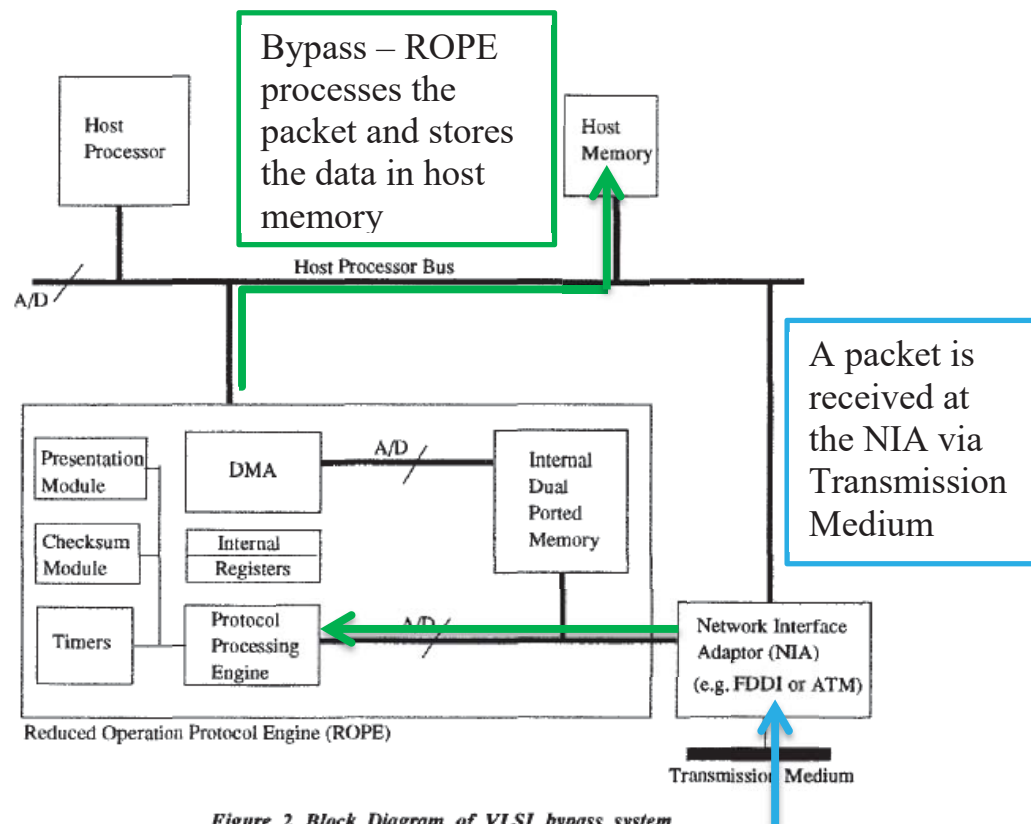 Bypass – ROPE
processes the
packet and stores
the data in host
memory
Host
Processor
Host
Memory
Host Processor Bus
A/D
A packet is
received at
the NIA via
Transmission
Medium
Presentation
Module
DMA
A/D
Internal
Dual
Ported
Memory
Checksum
Module
Internal
Registers
Timers
Protocol
Processing
Engine
A/D
Network Interface
Adaptor (NIA)
(e.g. FDDI or ATM)
Reduced Operation Protocol Engine (ROPE)
Transmission Medium
Figure 2 Block Diagram of VLSI bypass system